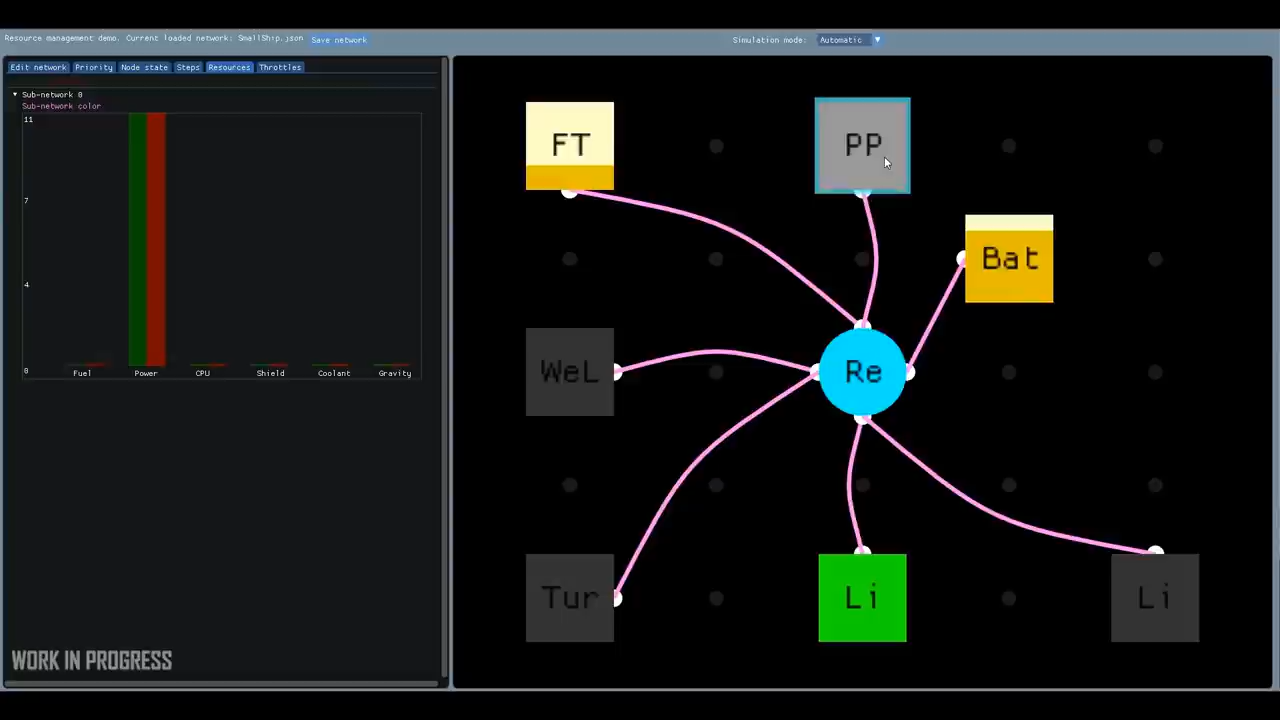 Resource management demo. Current loaded network: SmallShip.json Save network
Simulation mode: Automatic
Edit network Priority Node state Steps Resources Throttles
Sub-network 0
Sub-network color
11
7
4
0
Fuel Power CPU Shield Coolant Gravity
FT PP
Bat
WeL Re
Tur Li Li
WORK IN PROGRESS